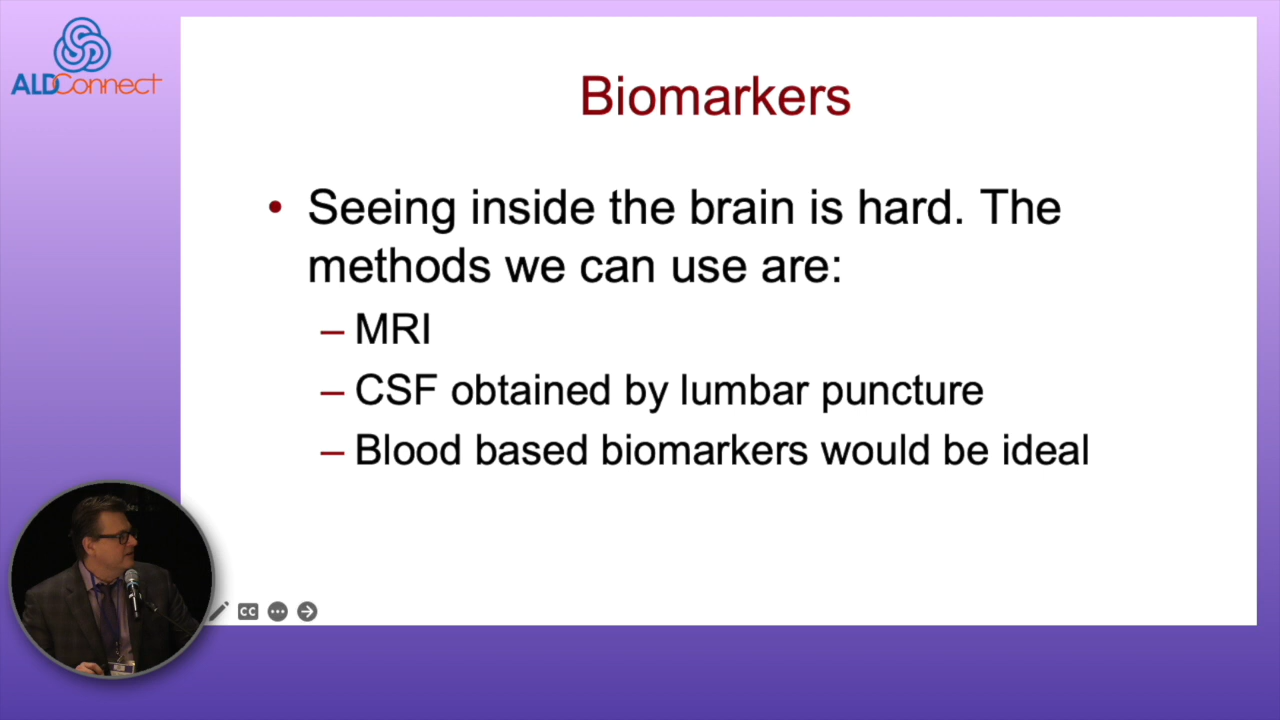 ALDConnect
Biomarkers
• Seeing inside the brain is hard. The
methods we can use are:
– MRI
– CSF obtained by lumbar puncture
– Blood based biomarkers would be ideal
CC